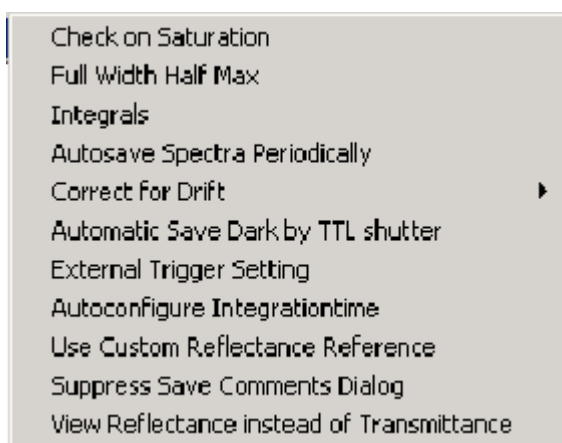 Check on Saturation
Full Width Half Max
Integrals
Autosave Spectra Periodically
Correct for Drift
Automatic Save Dark by TTL shutter
External Trigger Setting
Autoconfigure Integrationtime
Use Custom Reflectance Reference
Suppress Save Comments Dialog
View Reflectance instead of Transmittance